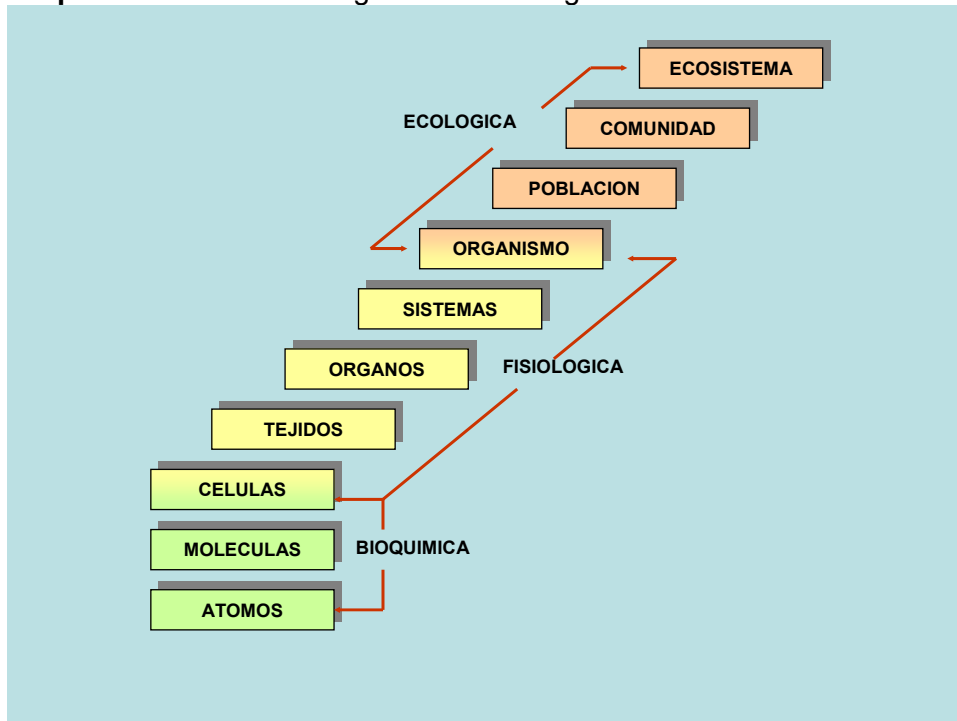 ECOSISTEMA
ECOLOGICA
COMUNIDAD
POBLACION
ORGANISMO
SISTEMAS
ORGANOS
FISIOLOGICA
TEJIDOS
CELULAS
MOLECULAS
BIOQUIMICA
ATOMOS